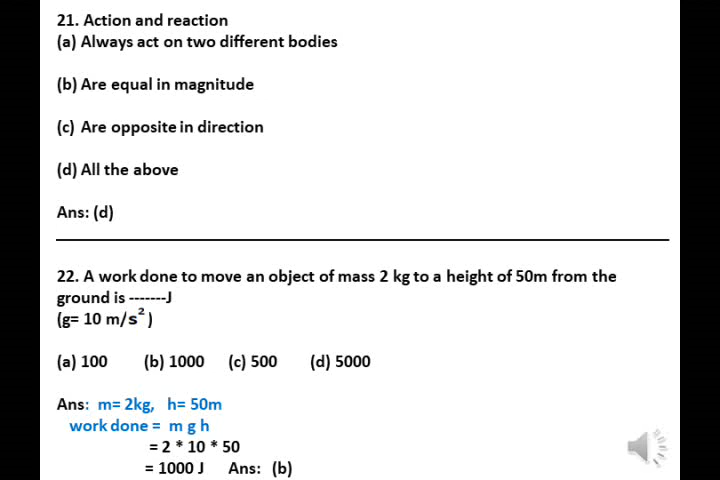 21. Action and reaction
(a) Always act on two different bodies
(b) Are equal in magnitude
(c) Are opposite in direction
(d) All the above
Ans: (d)
22. A work done to move an object of mass 2 kg to a height of 50m from the
ground is -------J
(g= 10 m/s²)
(a) 100 (b) 1000 (c) 500 (d) 5000
Ans: m= 2kg, h= 50m
work done = m g h
= 2 * 10 * 50
= 1000 J Ans: (b)